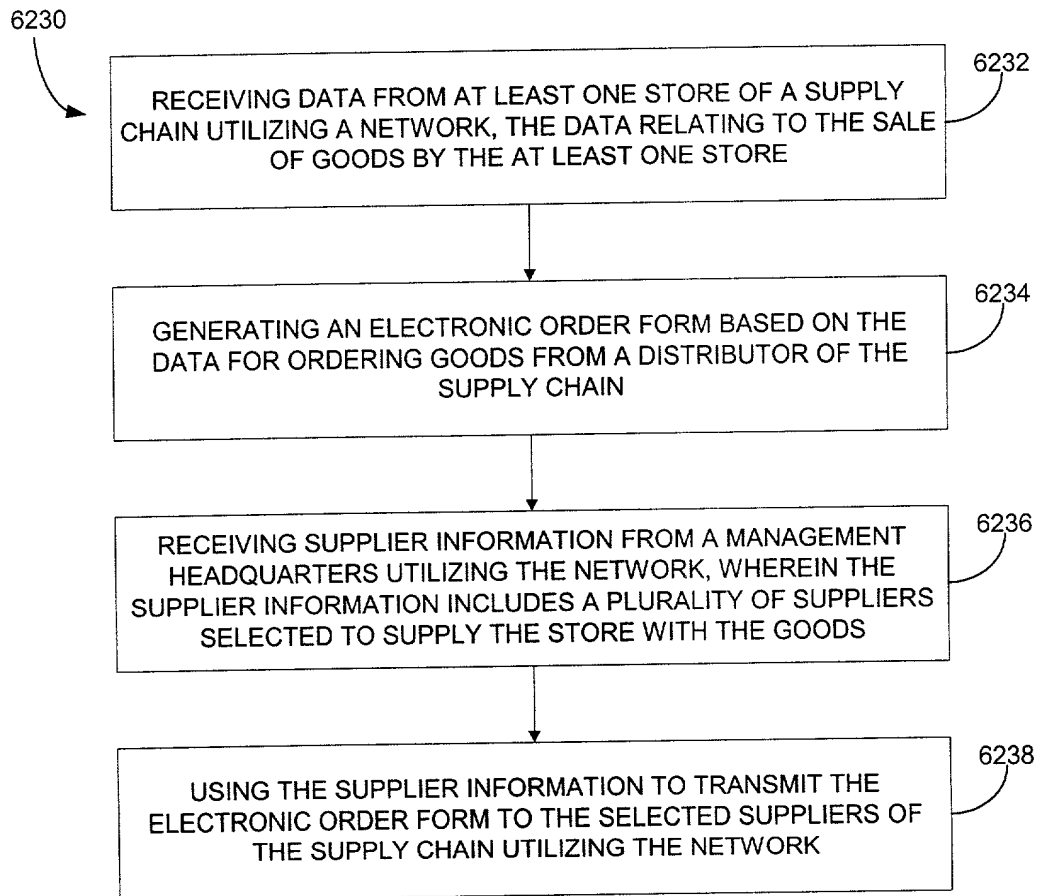 6230
6232
RECEIVING DATA FROM AT LEAST ONE STORE OF A SUPPLY
CHAIN UTILIZING A NETWORK, THE DATA RELATING TO THE SALE
OF GOODS BY THE AT LEAST ONE STORE
6234
GENERATING AN ELECTRONIC ORDER FORM BASED ON THE
DATA FOR ORDERING GOODS FROM A DISTRIBUTOR OF THE
SUPPLY CHAIN
6236
RECEIVING SUPPLIER INFORMATION FROM A MANAGEMENT
HEADQUARTERS UTILIZING THE NETWORK, WHEREIN THE
SUPPLIER INFORMATION INCLUDES A PLURALITY OF SUPPLIERS
SELECTED TO SUPPLY THE STORE WITH THE GOODS
6238
USING THE SUPPLIER INFORMATION TO TRANSMIT THE
ELECTRONIC ORDER FORM TO THE SELECTED SUPPLIERS OF
THE SUPPLY CHAIN UTILIZING THE NETWORK